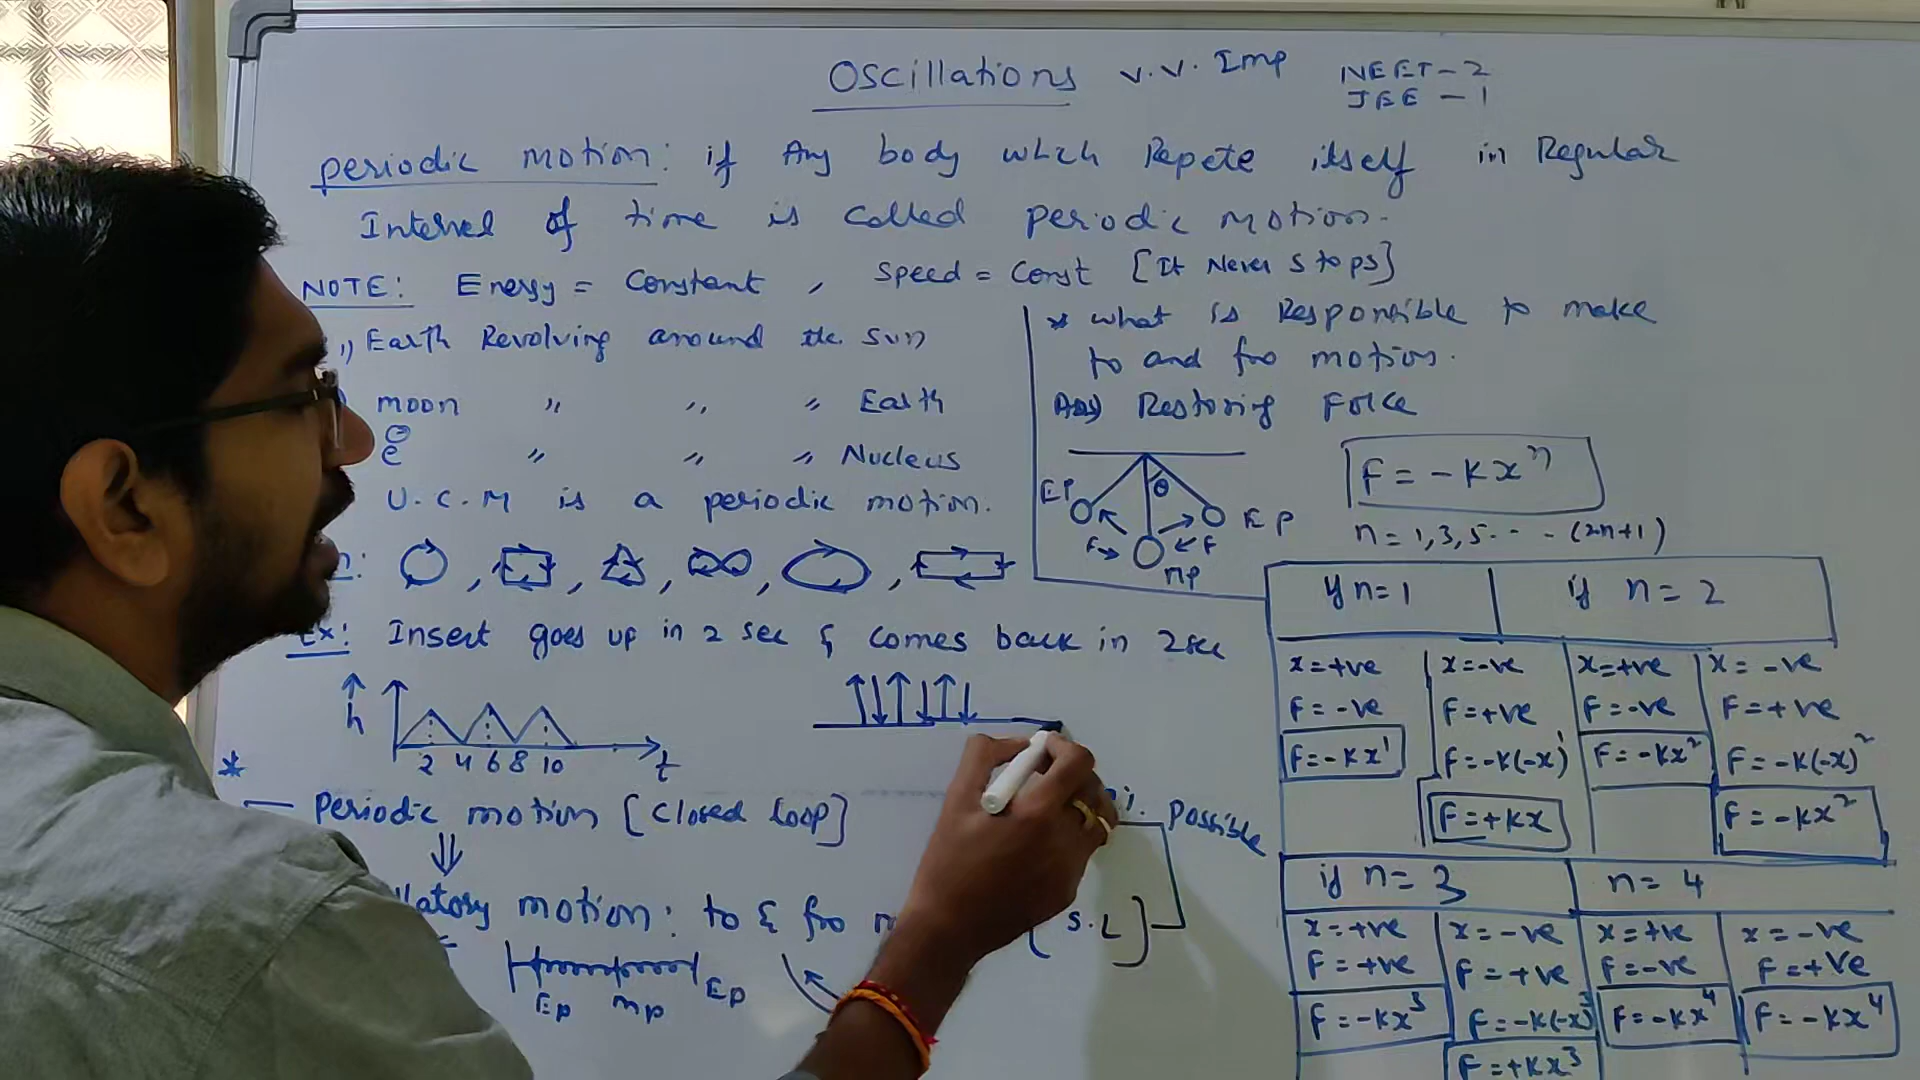 Oscillations v.v. Imp NEET-2
JEE -1
periodic motion: if Any body which Repete itself in Regular
Intervel of time is called periodic motion.
NOTE: Energy = Constant, Speed = Const [It Never stops]
1) Earth Revolving around the sun
moon " " " Earth
e " " " Nucleus
U.C.M is a periodic motion.
Ex: Insert goes up in 2 sec & comes back in 2sec
h
2 4 6 8 10 t
* Periodic motion [Closed loop]
Possible
latory motion: to & fro m [S.L]
Ep mp Ep
* what is Responsible to make
to and fro motion.
Ans) Restoring Force
EP θ EP
F F
mp
F = -kx^n
n=1,3,5.. - (2n+1)
if n=1 if n=2
x=+ve x=-ve x=+ve x=-ve
F=-ve F=+ve F=-ve F=+ve
F=-kx^1 F=-k(-x)^1 F=-kx^2 F=-k(-x)^2
F=+kx F=-kx^2
if n=3 n=4
x=+ve x=-ve x=+ve x=-ve
F=+ve F=+ve F=-ve F=+ve
F=-kx^3 F=-k(-x)^3 F=-kx^4 F=-kx^4
F=+kx^3